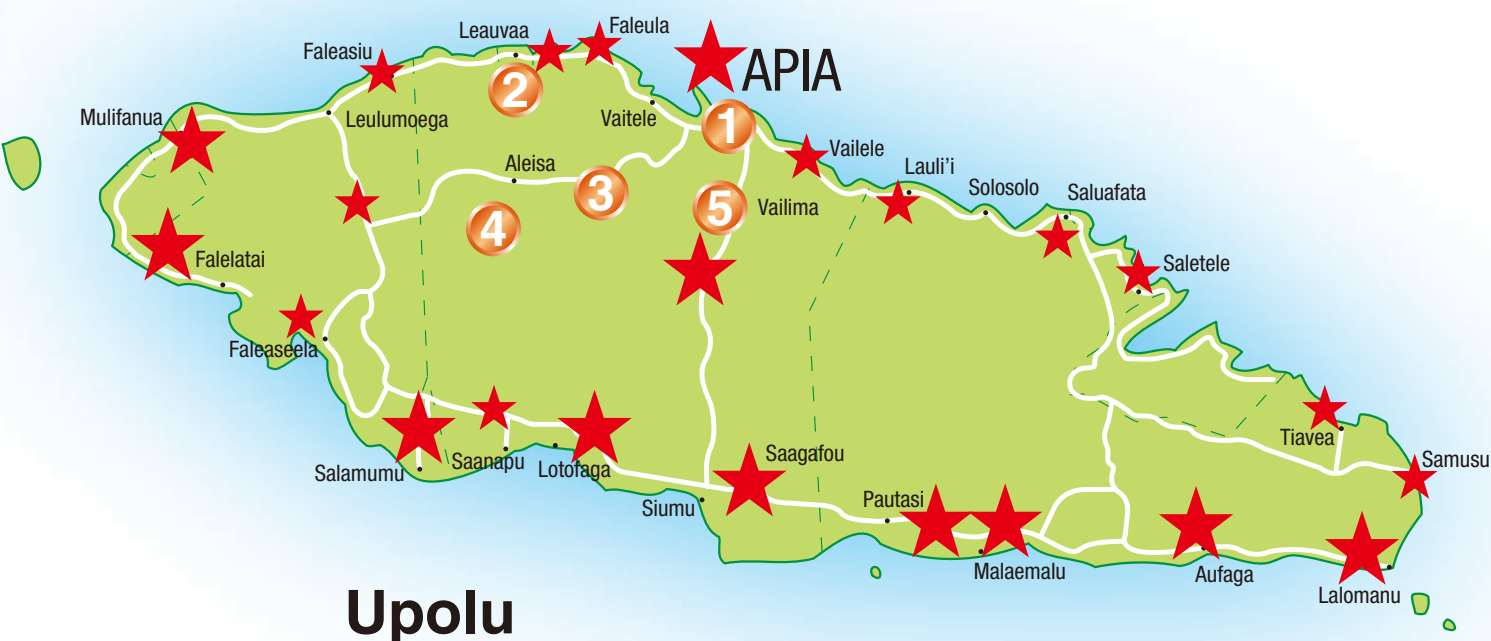 Faleula
Leauvaa
Faleasiu
APIA
2
Mulifanua
Leulumoega
Vaitele
1
Vailele
Aleisa
Lauli'i
3
Solosolo
Saluafata
5
Vailima
4
Falelatai
Saletele
Faleaseela
Tiavea
Saagafou
Samusu
Salamumu
Saanapu
Lotofaga
Siumu
Pautasi
Malaemalu
Aufaga
Lalomanu
Upolu